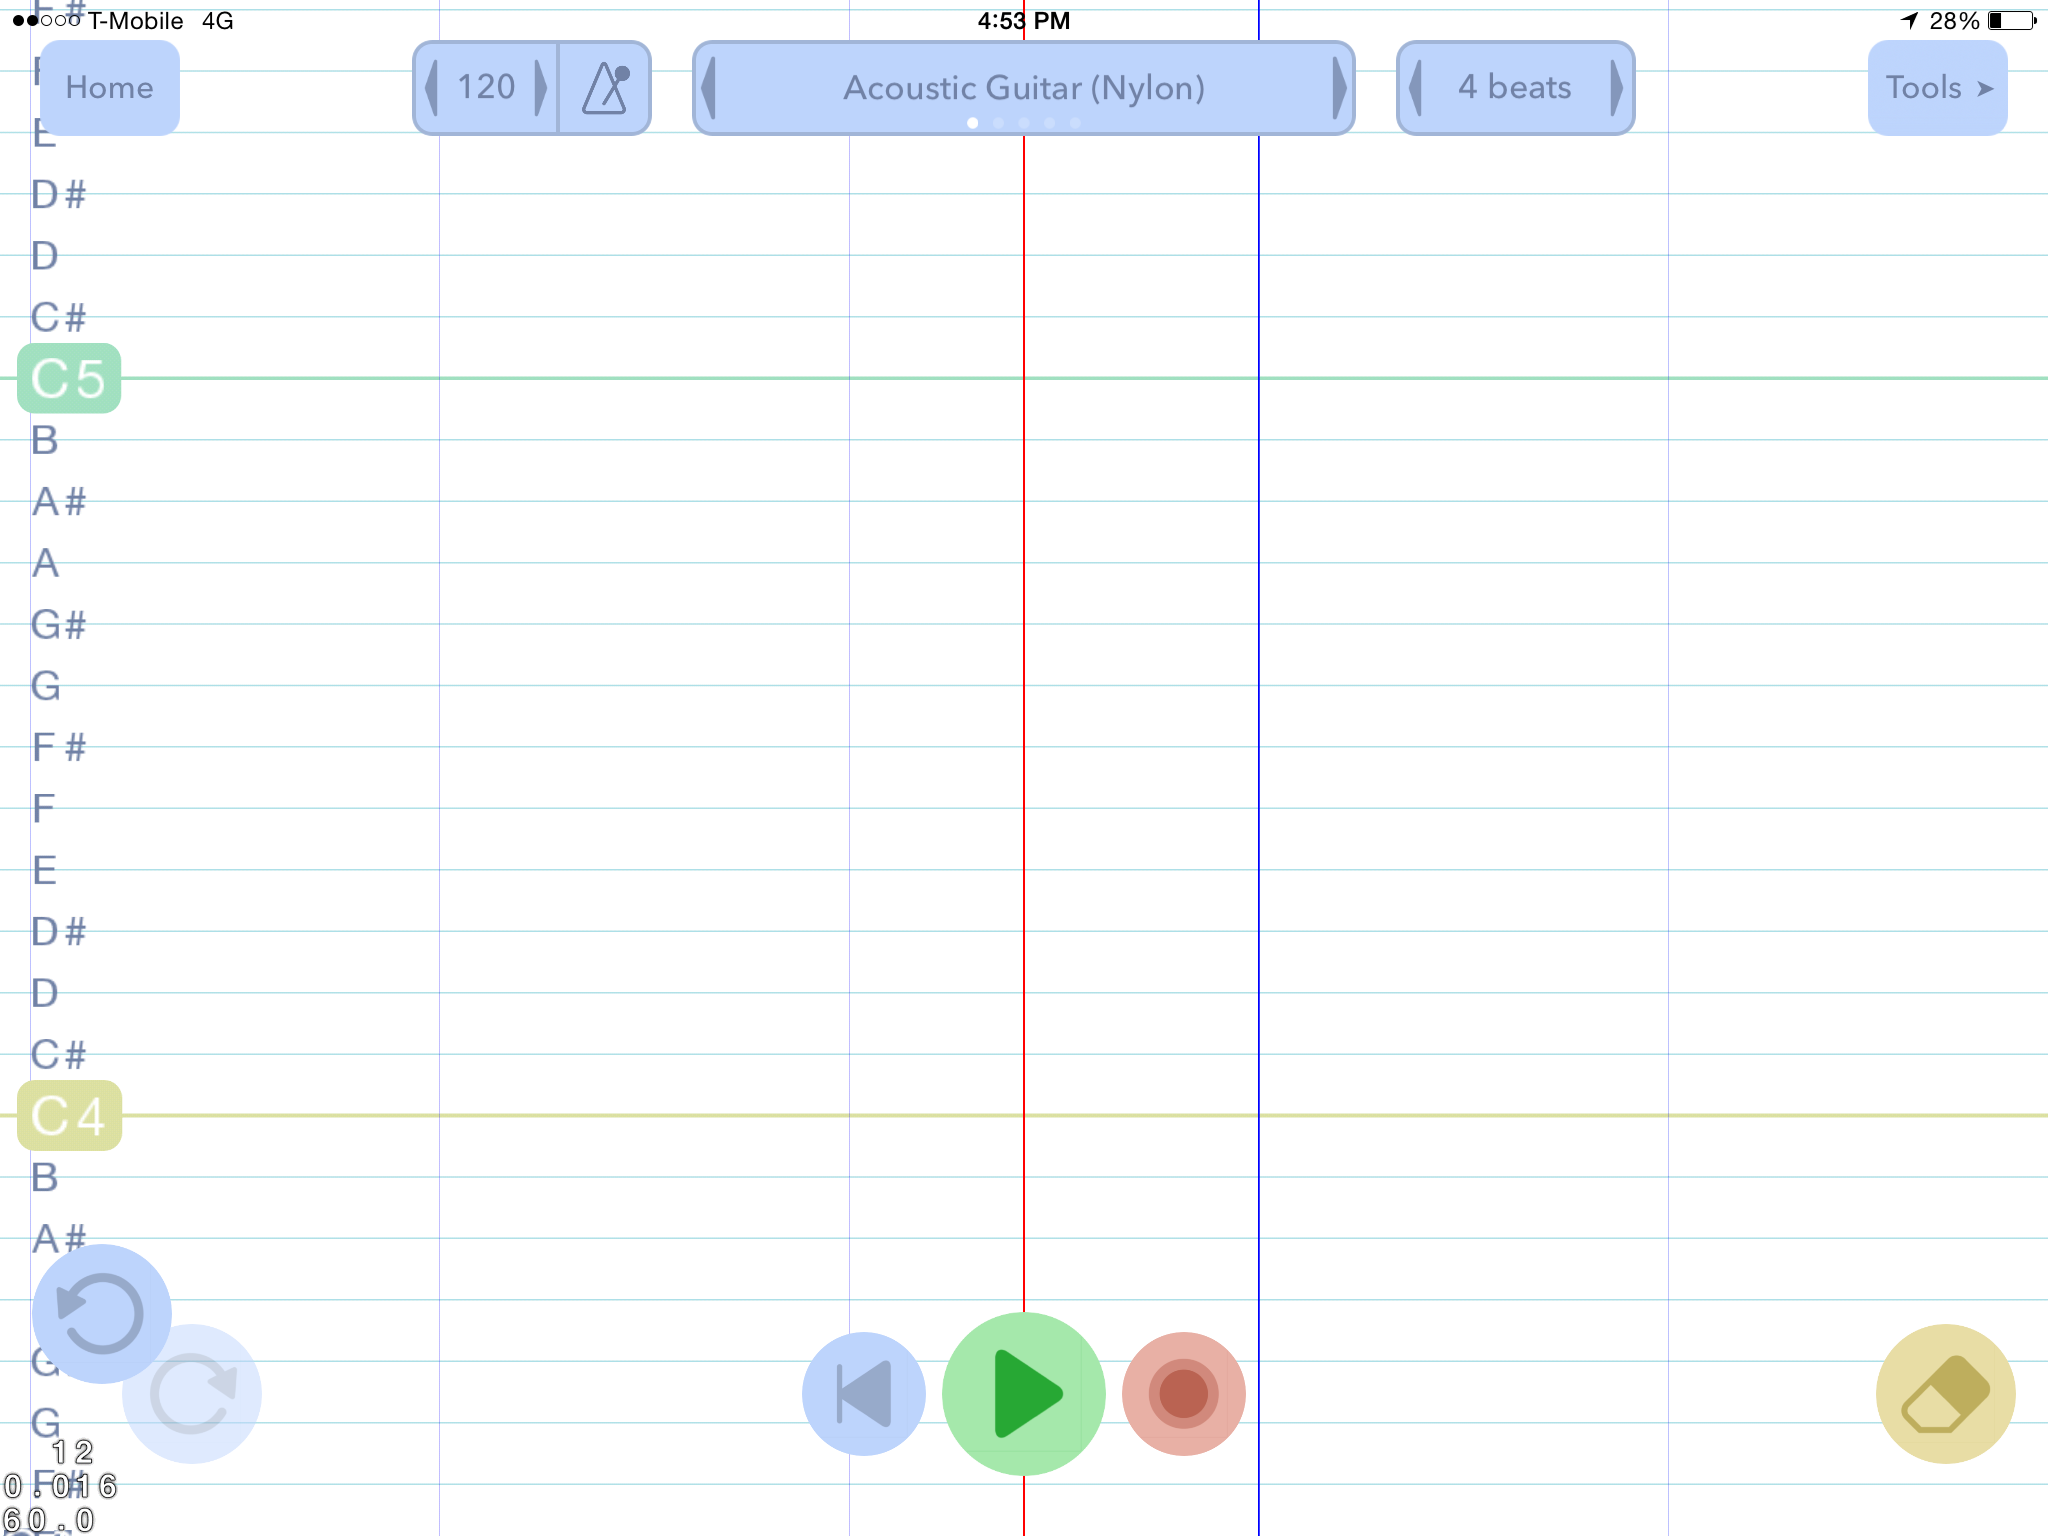 T-Mobile 4G 4:53 PM 28%
Home 120 Acoustic Guitar (Nylon) 4 beats Tools ➤
E
D#
D
C#
C5
B
A#
A
G#
G
F#
F
E
D#
D
C#
C4
B
A#
G
G
12
F#
0.016
60.0